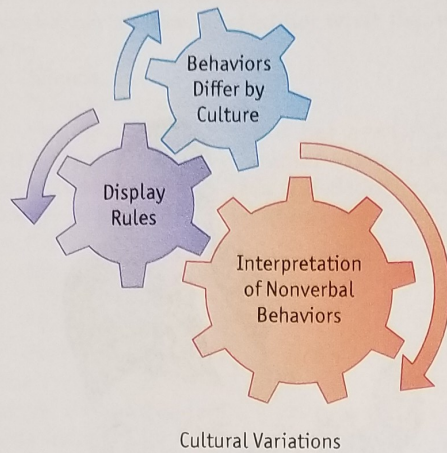 Behaviors
Differ by
Culture
Display
Rules
Interpretation
of Nonverbal
Behaviors
Cultural Variations